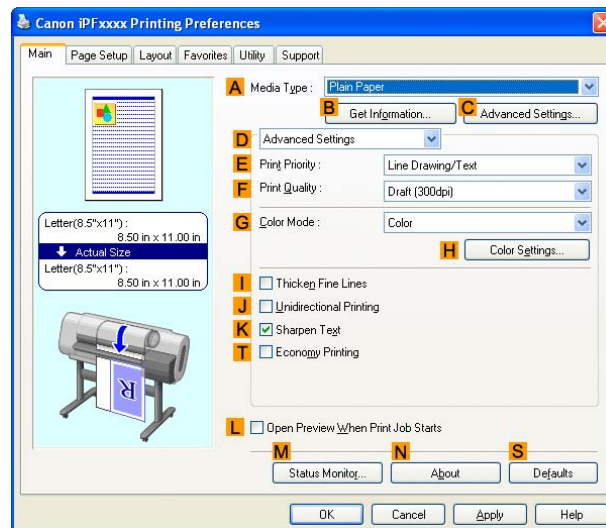 Canon iPFxxxx Printing Preferences
Main Page Setup Layout Favorites Utility Support
A Media Type : Plain Paper
B Get Information... C Advanced Settings...
D Advanced Settings
E Print Priority : Line Drawing/Text
F Print Quality : Draft (300dpi)
Letter(8.5"x11") :
8.50 in x 11.00 in
Actual Size
Letter(8.5"x11") :
8.50 in x 11.00 in
G Color Mode : Color
H Color Settings...
I Thicken Fine Lines
J Unidirectional Printing
K Sharpen Text
T Economy Printing
R
L Open Preview When Print Job Starts
M N S
Status Monitor... About Defaults
OK Cancel Apply Help